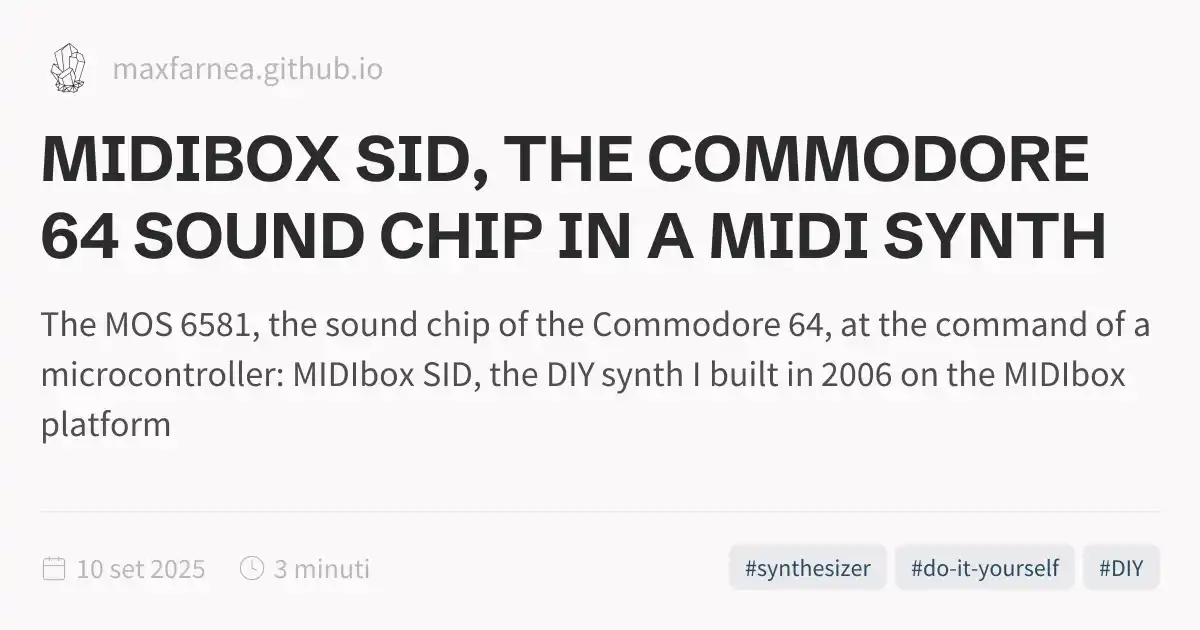 maxfarnea.github.io
MIDIBOX SID, THE COMMODORE
64 SOUND CHIP IN A MIDI SYNTH
The MOS 6581, the sound chip of the Commodore 64, at the command of a
microcontroller: MIDIbox SID, the DIY synth I built in 2006 on the MIDIbox
platform
10 set 2025 3 minuti #synthesizer #do-it-yourself #DIY